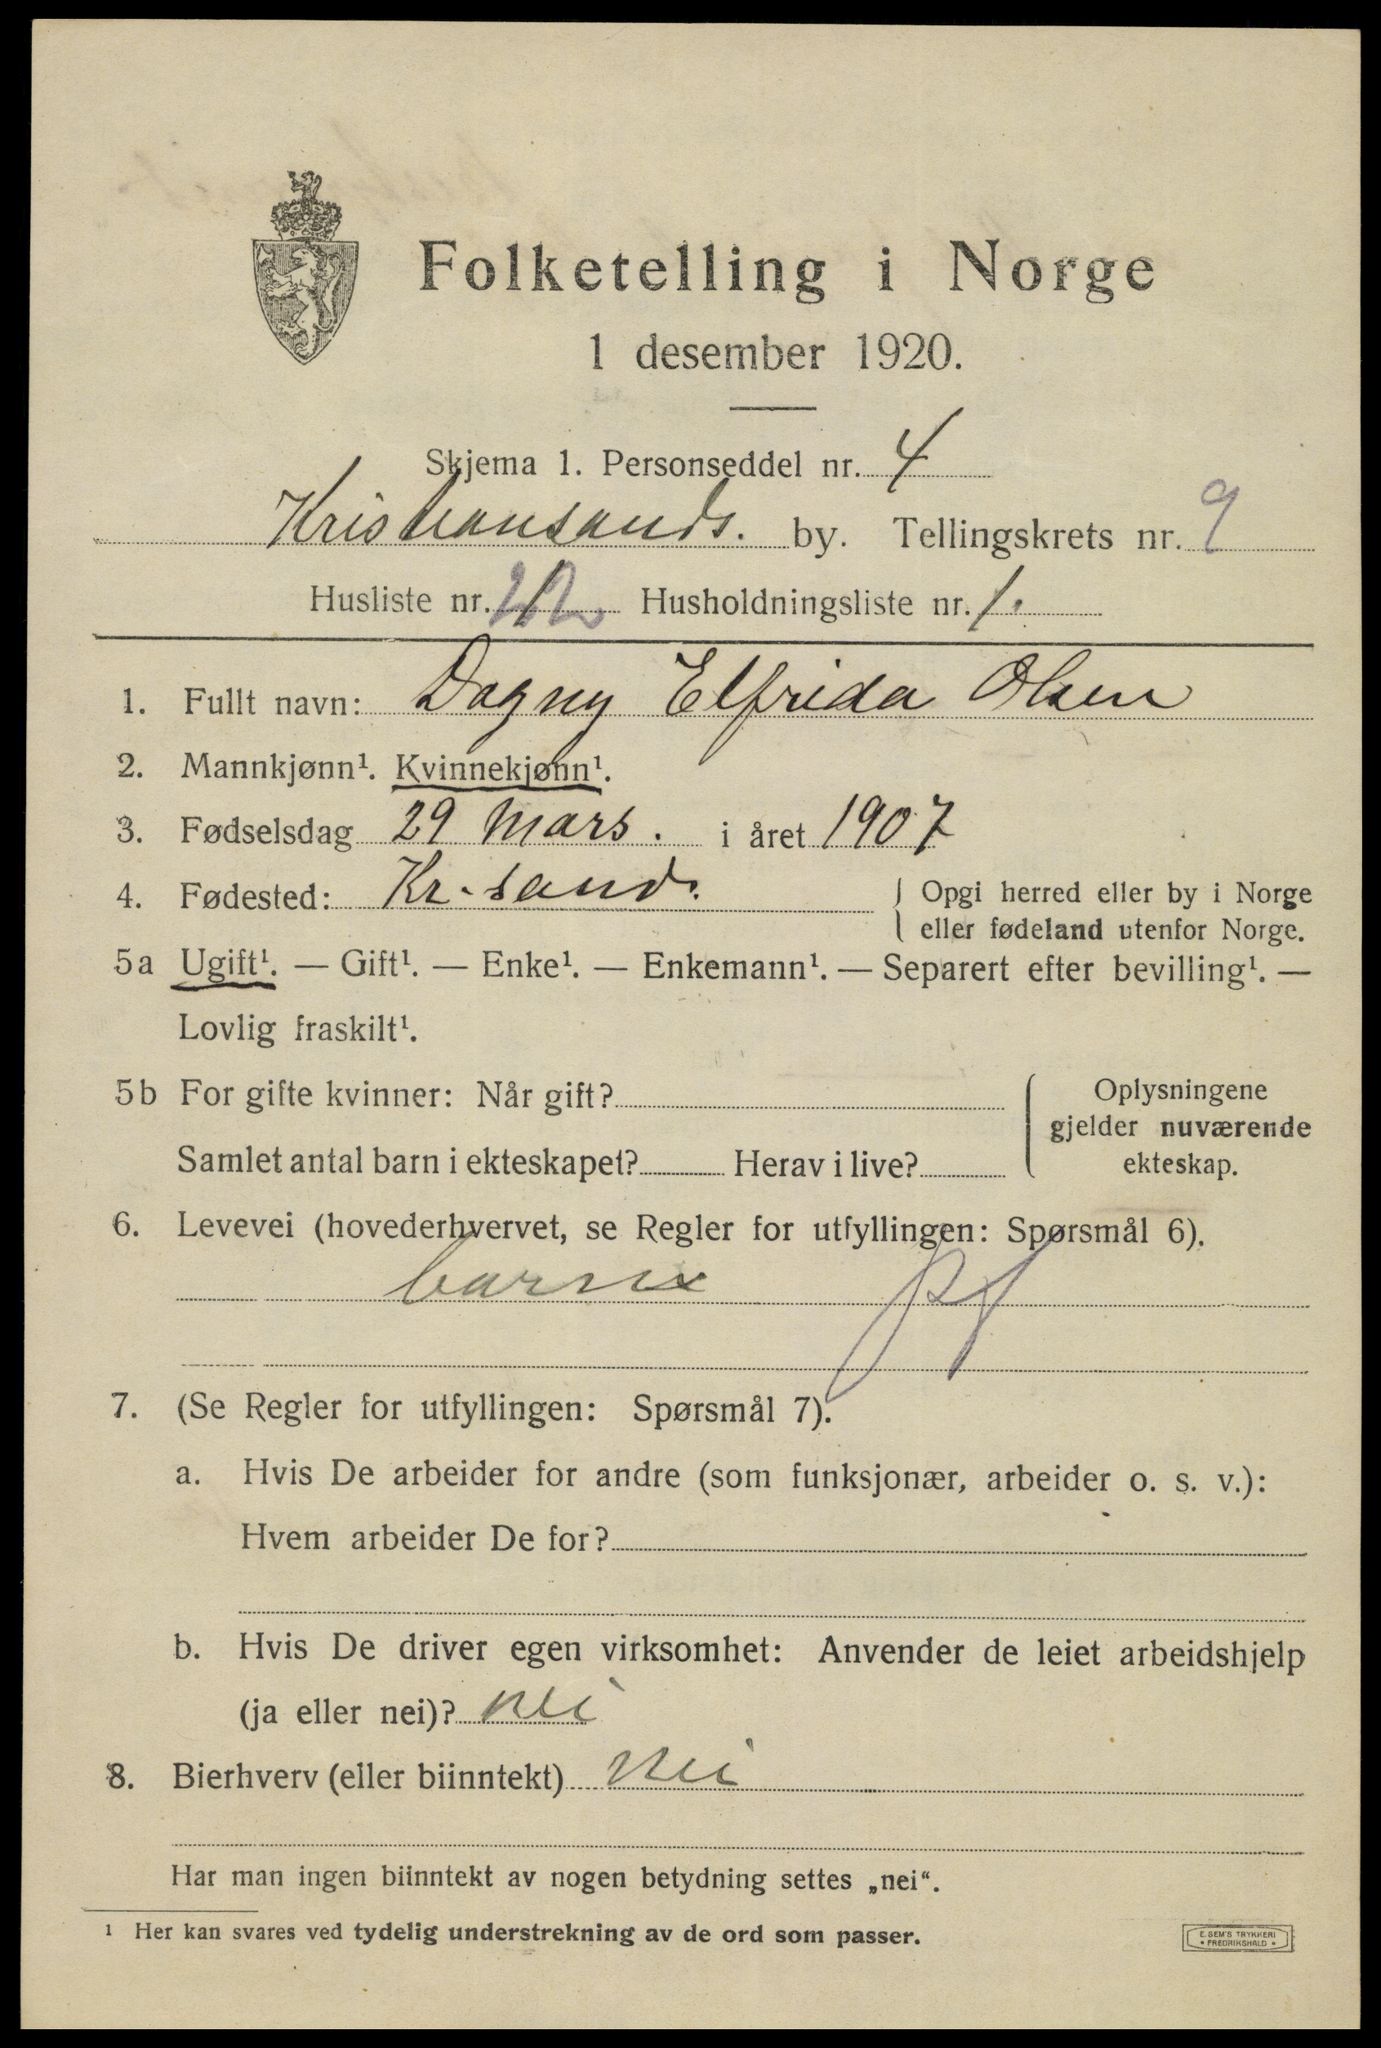 Folketelling i Norge
1 desember 1920.
Skjema 1. Personseddel nr. 4
Kristiansands. by. Tellingskrets nr. 9
Husliste nr. Husholdningsliste nr. 1.
1. Fullt navn: Dagny Elfrida Olsen
2. Mannkjønn¹. Kvinnekjønn¹.
3. Fødselsdag 29 Mars. i året 1907
4. Fødested: Kr.sand. Opgi herred eller by i Norge
eller fødeland utenfor Norge.
5a Ugift¹. — Gift¹. — Enke¹. — Enkemann¹. — Separert efter bevilling¹. —
Lovlig fraskilt¹.
5b For gifte kvinner: Når gift? Oplysningene
gjelder nuværende
Samlet antal barn i ekteskapet? Herav i live? ekteskap.
6. Levevei (hovederhvervet, se Regler for utfyllingen: Spørsmål 6).
barn
7. (Se Regler for utfyllingen: Spørsmål 7).
a. Hvis De arbeider for andre (som funksjonær, arbeider o. s. v.):
Hvem arbeider De for?
b. Hvis De driver egen virksomhet: Anvender de leiet arbeidshjelp
(ja eller nei)? nei
8. Bierhverv (eller biinntekt) nei
Har man ingen biinntekt av nogen betydning settes „nei“.
¹ Her kan svares ved tydelig understrekning av de ord som passer.
E. SEM'S TRYKKERI
• FREDRIKSHALD •